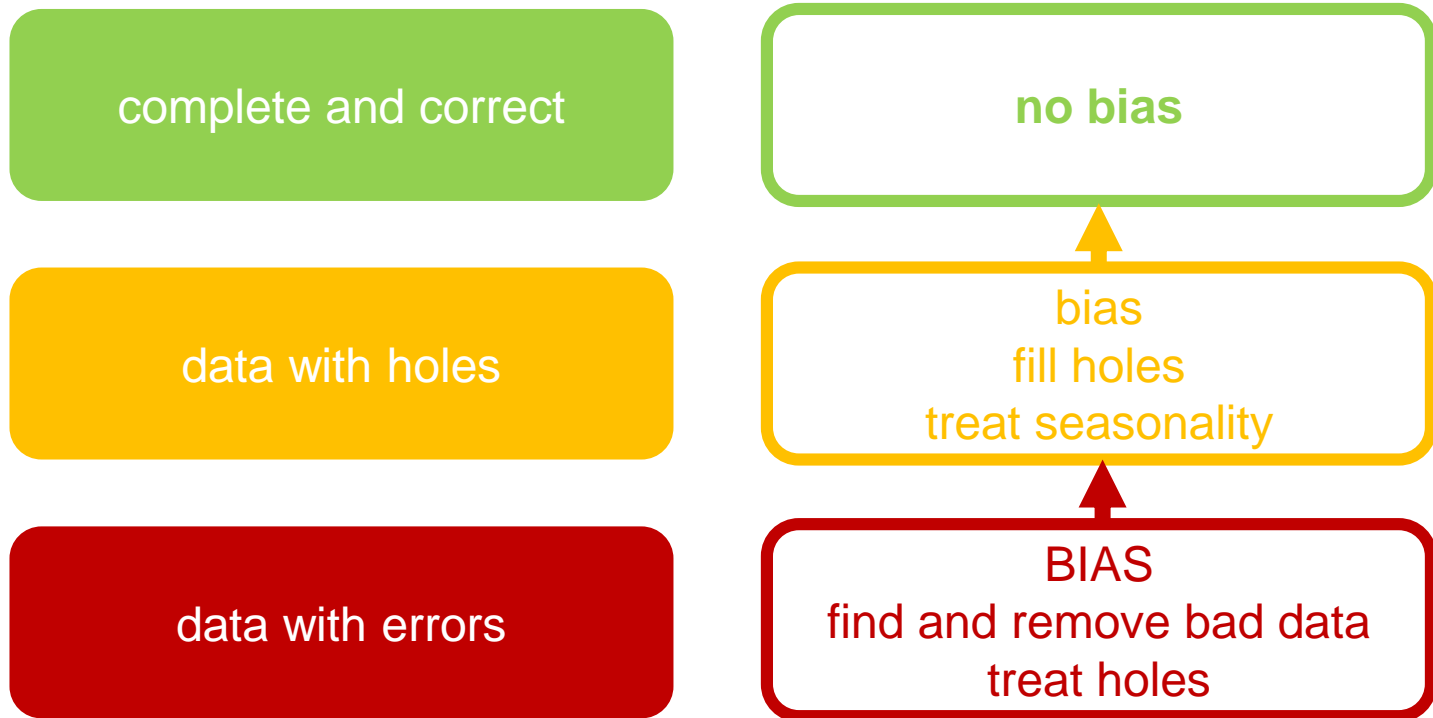 complete and correct
no bias
data with holes
bias
fill holes
treat seasonality
data with errors
BIAS
find and remove bad data
treat holes